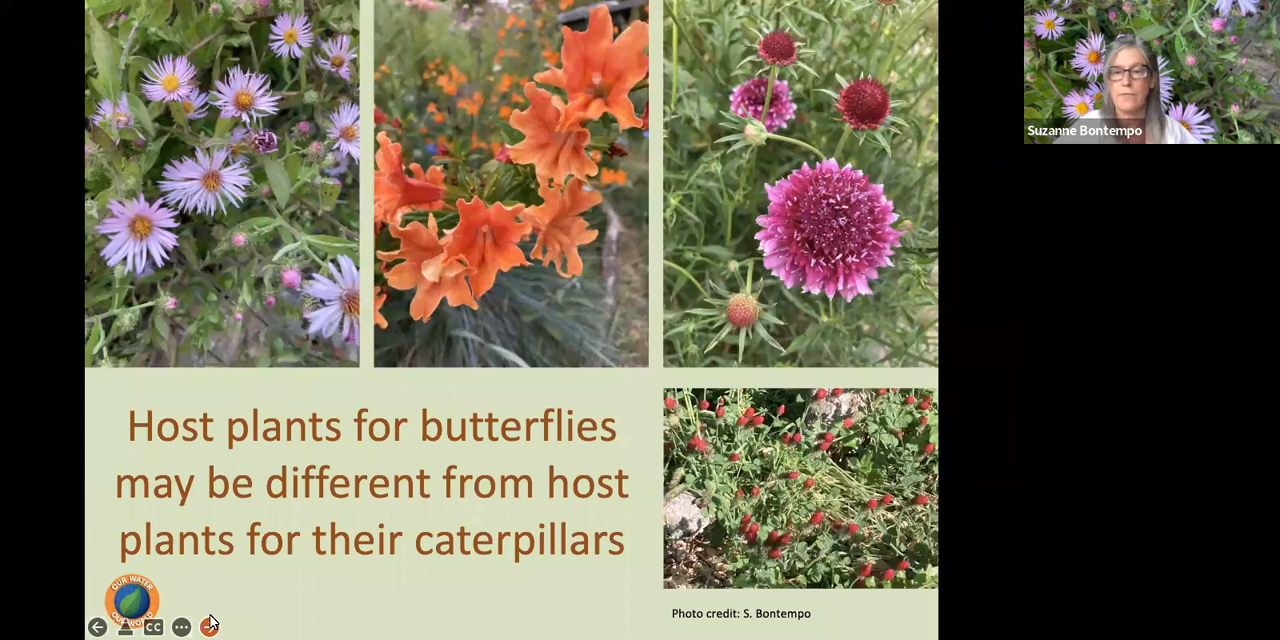 Suzanne Bontempo
Host plants for butterflies
may be different from host
plants for their caterpillars
OUR WATER
CC
Photo credit: S. Bontempo